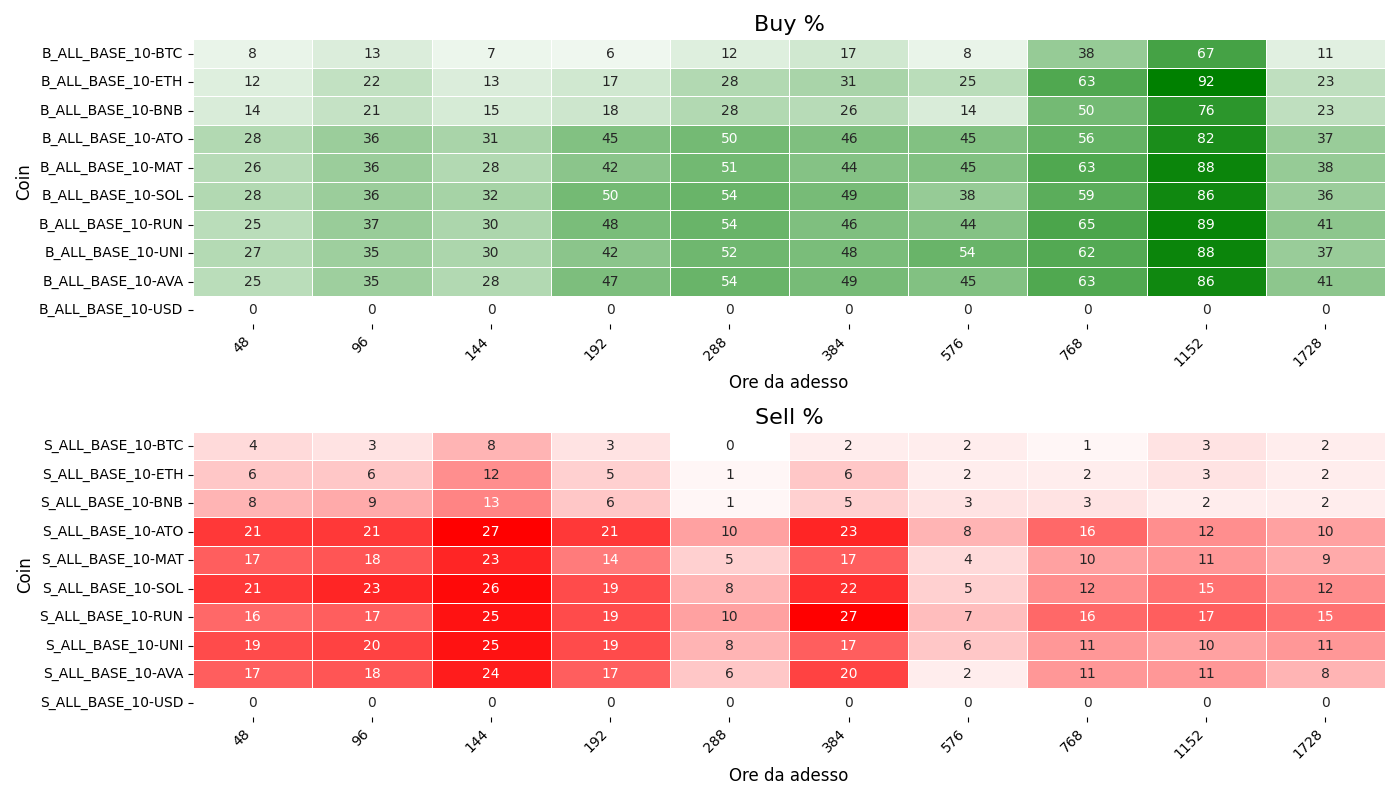 Buy %
Coin
B_ALL_BASE_10-BTC 8 13 7 6 12 17 8 38 67 11
B_ALL_BASE_10-ETH 12 22 13 17 28 31 25 63 92 23
B_ALL_BASE_10-BNB 14 21 15 18 28 26 14 50 76 23
B_ALL_BASE_10-ATO 28 36 31 45 50 46 45 56 82 37
B_ALL_BASE_10-MAT 26 36 28 42 51 44 45 63 88 38
B_ALL_BASE_10-SOL 28 36 32 50 54 49 38 59 86 36
B_ALL_BASE_10-RUN 25 37 30 48 54 46 44 65 89 41
B_ALL_BASE_10-UNI 27 35 30 42 52 48 54 62 88 37
B_ALL_BASE_10-AVA 25 35 28 47 54 49 45 63 86 41
B_ALL_BASE_10-USD 0 0 0 0 0 0 0 0 0 0
48 96 144 192 288 384 576 768 1152 1728
Ore da adesso
Sell %
Coin
S_ALL_BASE_10-BTC 4 3 8 3 0 2 2 1 3 2
S_ALL_BASE_10-ETH 6 6 12 5 1 6 2 2 3 2
S_ALL_BASE_10-BNB 8 9 13 6 1 5 3 3 2 2
S_ALL_BASE_10-ATO 21 21 27 21 10 23 8 16 12 10
S_ALL_BASE_10-MAT 17 18 23 14 5 17 4 10 11 9
S_ALL_BASE_10-SOL 21 23 26 19 8 22 5 12 15 12
S_ALL_BASE_10-RUN 16 17 25 19 10 27 7 16 17 15
S_ALL_BASE_10-UNI 19 20 25 19 8 17 6 11 10 11
S_ALL_BASE_10-AVA 17 18 24 17 6 20 2 11 11 8
S_ALL_BASE_10-USD 0 0 0 0 0 0 0 0 0 0
48 96 144 192 288 384 576 768 1152 1728
Ore da adesso